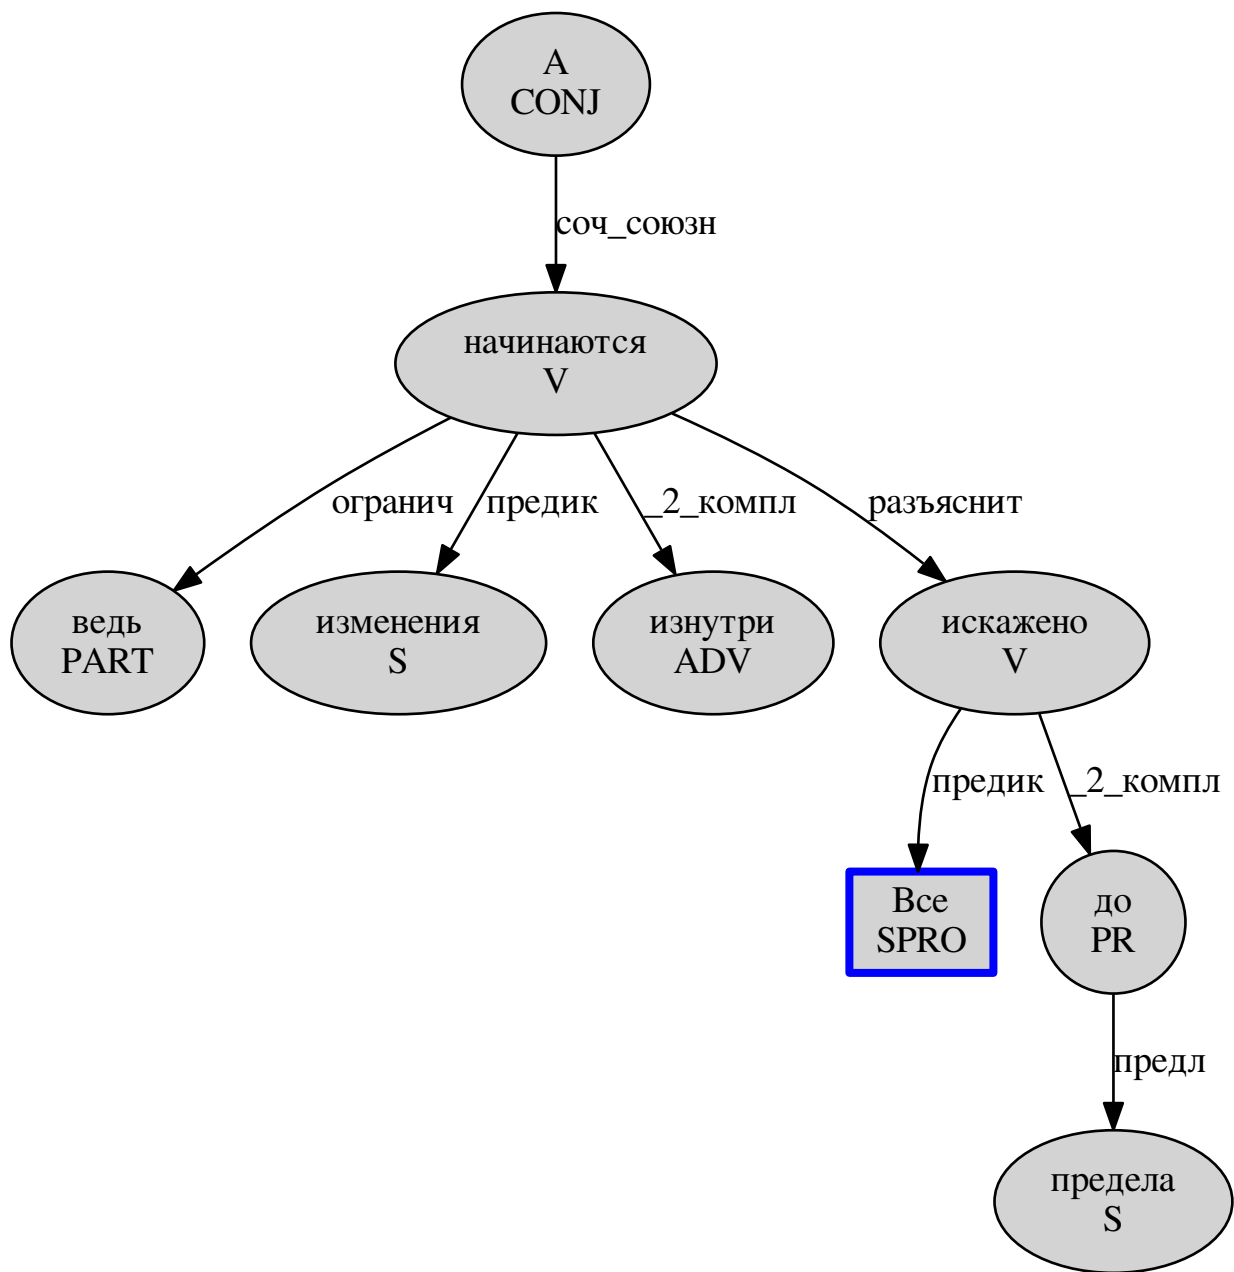 А
CONJ
соч_союзн
начинаются
V
огранич
предик
_2_компл
разъяснит
ведь
PART
изменения
S
изнутри
ADV
искажено
V
предик
_2_компл
Все
SPRO
до
PR
предл
предела
S